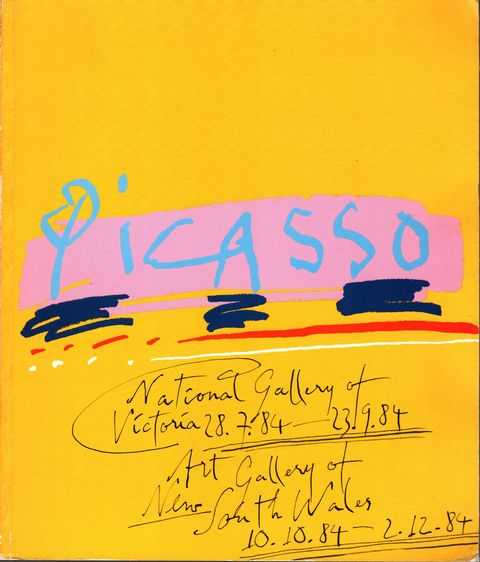 PiCASSO
National Gallery of
Victoria 28.7.84 — 23.9.84
Art Gallery of
New South Wales
10.10.84 — 2.12.84